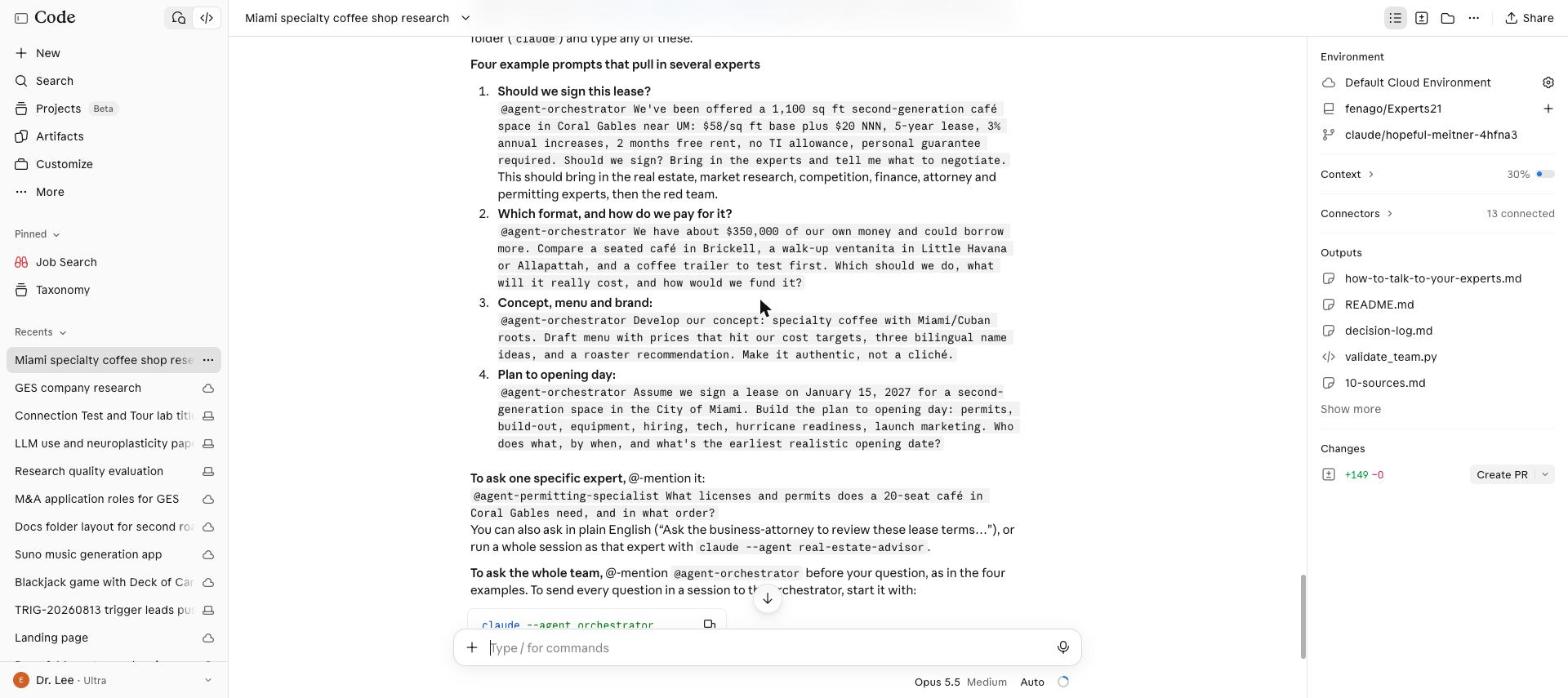 Code
New
Search
Projects Beta
Artifacts
Customize
More
Pinned
Job Search
Taxonomy
Recents
Miami specialty coffee shop rese
GES company research
Connection Test and Tour lab titl
LLM use and neuroplasticity pap
Research quality evaluation
M&A application roles for GES
Docs folder layout for second ro
Suno music generation app
Blackjack game with Deck of Car
TRIG-20260813 trigger leads pu
Landing page
Dr. Lee · Ultra
Miami specialty coffee shop research
Share
folder ( claude ) and type any of these.
Four example prompts that pull in several experts
1. Should we sign this lease?
@agent-orchestrator We've been offered a 1,100 sq ft second-generation café
space in Coral Gables near UM: $58/sq ft base plus $20 NNN, 5-year lease, 3%
annual increases, 2 months free rent, no TI allowance, personal guarantee
required. Should we sign? Bring in the experts and tell me what to negotiate.
This should bring in the real estate, market research, competition, finance, attorney and
permitting experts, then the red team.
2. Which format, and how do we pay for it?
@agent-orchestrator We have about $350,000 of our own money and could borrow
more. Compare a seated café in Brickell, a walk-up ventanita in Little Havana
or Allapattah, and a coffee trailer to test first. Which should we do, what
will it really cost, and how would we fund it?
3. Concept, menu and brand:
@agent-orchestrator Develop our concept: specialty coffee with Miami/Cuban
roots. Draft menu with prices that hit our cost targets, three bilingual name
ideas, and a roaster recommendation. Make it authentic, not a cliché.
4. Plan to opening day:
@agent-orchestrator Assume we sign a lease on January 15, 2027 for a second-
generation space in the City of Miami. Build the plan to opening day: permits,
build-out, equipment, hiring, tech, hurricane readiness, launch marketing. Who
does what, by when, and what's the earliest realistic opening date?
To ask one specific expert, @-mention it:
@agent-permitting-specialist What licenses and permits does a 20-seat café in
Coral Gables need, and in what order?
You can also ask in plain English (“Ask the business-attorney to review these lease terms…”), or
run a whole session as that expert with claude --agent real-estate-advisor .
To ask the whole team, @-mention @agent-orchestrator before your question, as in the four
examples. To send every question in a session to the orchestrator, start it with:
claude --agent orchestrator
Type / for commands
Opus 5.5 Medium Auto
Environment
Default Cloud Environment
fenago/Experts21
claude/hopeful-meitner-4hfna3
Context 30%
Connectors 13 connected
Outputs
how-to-talk-to-your-experts.md
README.md
decision-log.md
validate_team.py
10-sources.md
Show more
Changes
+149 −0 Create PR